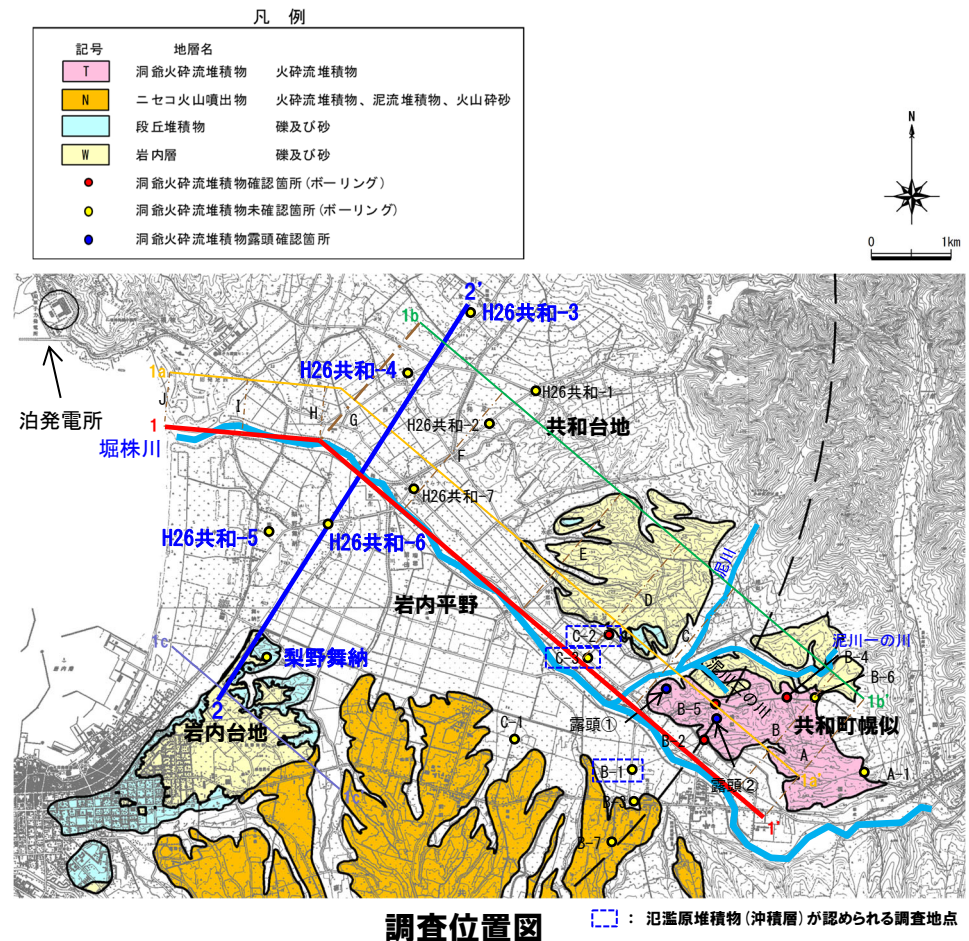 凡 例
記号 地層名
T 洞爺火砕流堆積物 火砕流堆積物
N ニセコ火山噴出物 火砕流堆積物、泥流堆積物、火山砕砂
段丘堆積物 礫及び砂
W 岩内層 礫及び砂
洞爺火砕流堆積物確認箇所(ボーリング)
洞爺火砕流堆積物未確認箇所(ボーリング)
洞爺火砕流堆積物露頭確認箇所
N
0 1km
2'
H26共和-3
1b
H26共和-4
1a
H26共和-1
J
I
H
G
H26共和-2
共和台地
泊発電所
1
堀株川
F
H26共和-7
H26共和-5
H26共和-6
E
泥川
岩内平野
D
C-2
C
泥川一の川
1c
C-3
B-4
梨野舞納
B-6
1b'
2
岩内台地
B-5
B
共和町幌似
露頭①
C-1
B-2
A
A-1
B-1
1a'
露頭②
1c'
1'
B-7
調査位置図
: 氾濫原堆積物(沖積層)が認められる調査地点